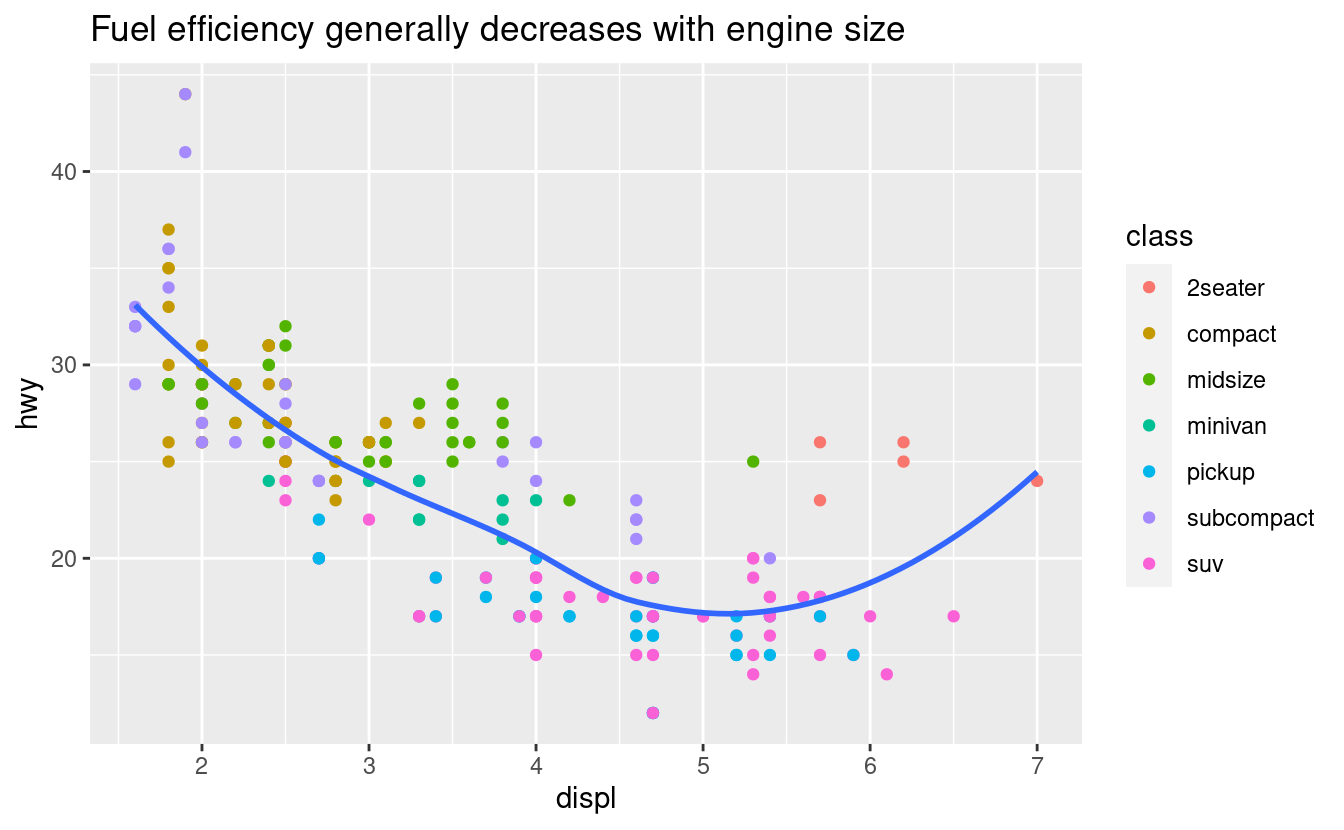 Fuel efficiency generally decreases with engine size
hwy
40
30
20
2 3 4 5 6 7
displ
class
2seater
compact
midsize
minivan
pickup
subcompact
suv